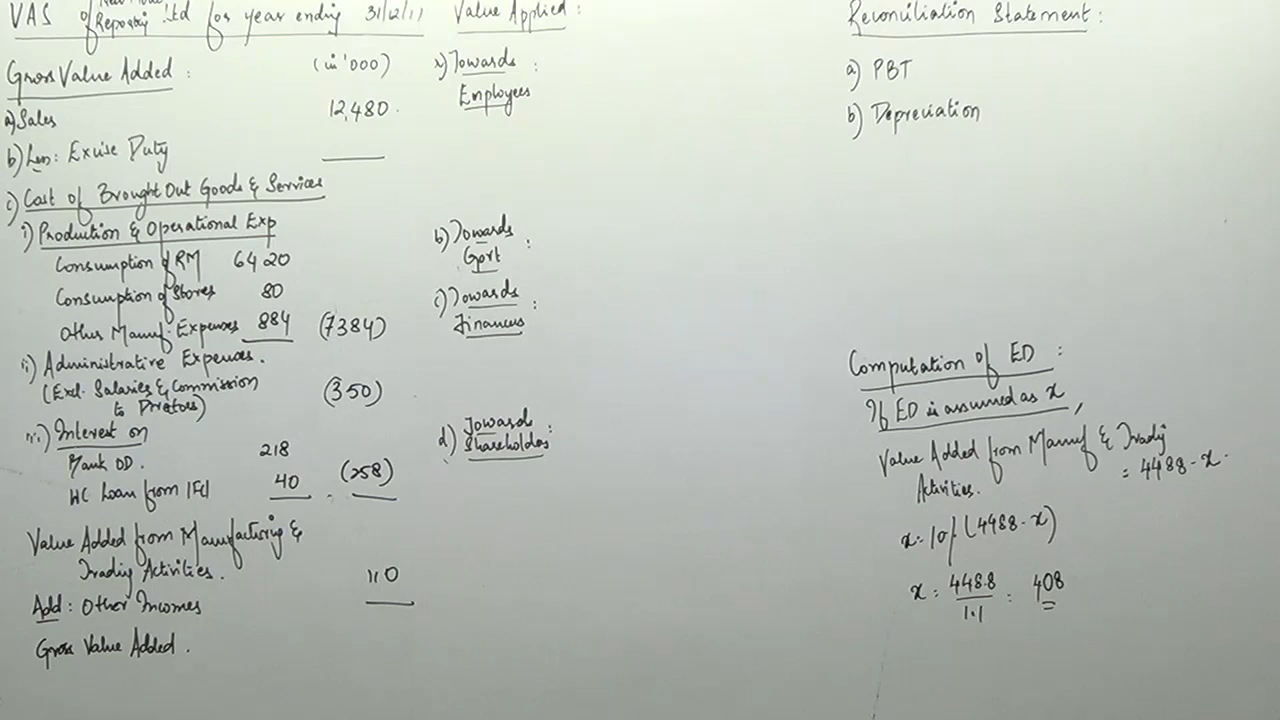 VAS of Reporting Ltd for year ending 31/12/11
Gross Value Added :
(in '000)
a) Sales 12,480
b) Less: Excise Duty
c) Cost of Brought Out Goods & Services
i) Production & Operational Exp
Consumption of RM 6420
Consumption of Stores 80
Other Manuf. Expenses 884 (7384)
ii) Administrative Expenses.
(Excl. Salaries & Commission
to Directors) (350)
iii) Interest on
Bank OD. 218
WC Loan from IFCI 40 (258)
Value Added from Manufacturing &
Trading Activities.
Add: Other Incomes 110
Gross Value Added.
Value Applied :
Towards :
Employees
b) Towards :
Govt
c) Towards :
Financiers
d) Towards :
Shareholders
Reconciliation Statement :
a) PBT
b) Depreciation
Computation of ED :
If ED is assumed as x,
Value Added from Manuf & Trading
Activities. = 4488-x.
x = 10% (4488-x)
x = 448.8 / 1.1 = 408